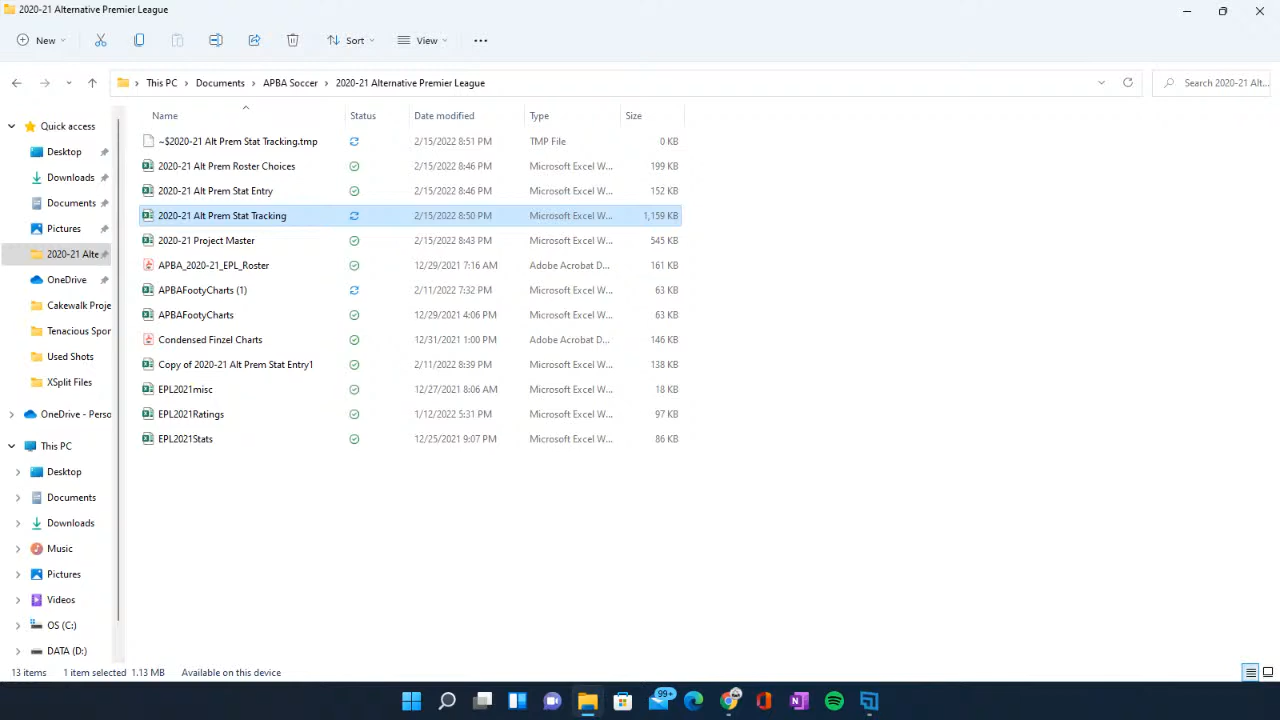 2020-21 Alternative Premier League
New
Sort
View
This PC > Documents > APBA Soccer > 2020-21 Alternative Premier League
Search 2020-21 Alt...
Name Status Date modified Type Size
~$2020-21 Alt Prem Stat Tracking.tmp 2/15/2022 8:51 PM TMP File 0 KB
2020-21 Alt Prem Roster Choices 2/15/2022 8:46 PM Microsoft Excel W... 199 KB
2020-21 Alt Prem Stat Entry 2/15/2022 8:46 PM Microsoft Excel W... 152 KB
2020-21 Alt Prem Stat Tracking 2/15/2022 8:50 PM Microsoft Excel W... 1,159 KB
2020-21 Project Master 2/15/2022 8:43 PM Microsoft Excel W... 545 KB
APBA_2020-21_EPL_Roster 12/29/2021 7:16 AM Adobe Acrobat D... 161 KB
APBAFootyCharts (1) 2/11/2022 7:32 PM Microsoft Excel W... 63 KB
APBAFootyCharts 12/29/2021 4:06 PM Microsoft Excel W... 63 KB
Condensed Finzel Charts 12/31/2021 1:00 PM Adobe Acrobat D... 146 KB
Copy of 2020-21 Alt Prem Stat Entry1 2/11/2022 8:39 PM Microsoft Excel W... 138 KB
EPL2021misc 12/27/2021 8:06 AM Microsoft Excel W... 18 KB
EPL2021Ratings 1/12/2022 5:31 PM Microsoft Excel W... 97 KB
EPL2021Stats 12/25/2021 9:07 PM Microsoft Excel W... 86 KB
Quick access
Desktop
Downloads
Documents
Pictures
2020-21 Alte
OneDrive
Cakewalk Proje
Tenacious Spor
Used Shots
XSplit Files
OneDrive - Perso
This PC
Desktop
Documents
Downloads
Music
Pictures
Videos
OS (C:)
DATA (D:)
13 items 1 item selected 1.13 MB Available on this device
99+